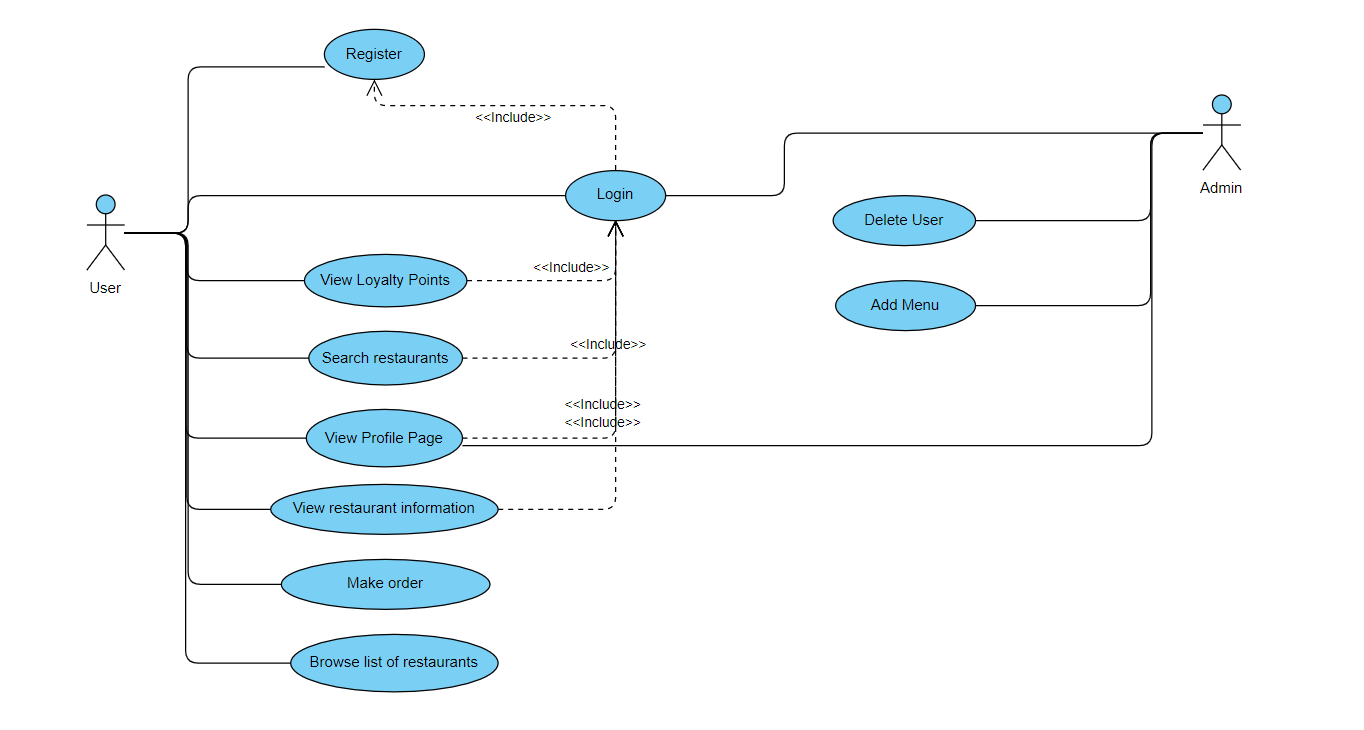 Register
<<Include>>
Login
Admin
Delete User
User
<<Include>>
View Loyalty Points
Add Menu
<<Include>>
Search restaurants
<<Include>>
<<Include>>
View Profile Page
View restaurant information
Make order
Browse list of restaurants